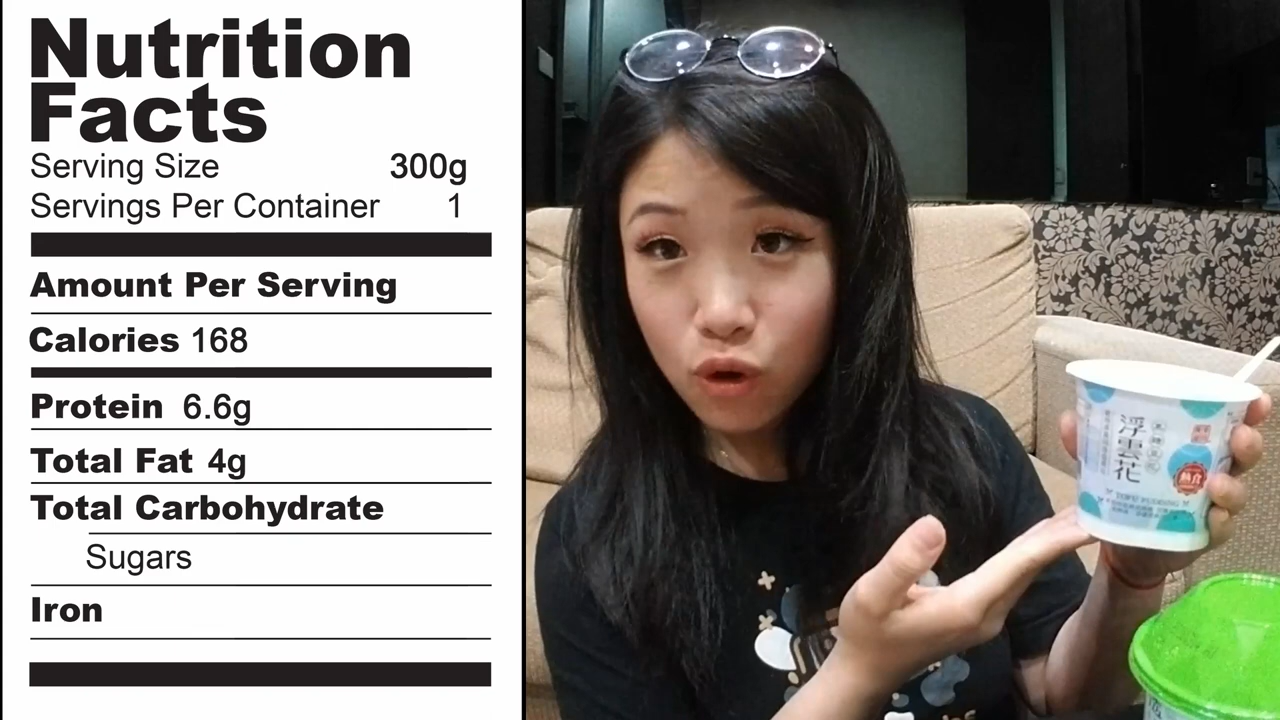 Nutrition
Facts
Serving Size 300g
Servings Per Container 1
Amount Per Serving
Calories 168
Protein 6.6g
Total Fat 4g
Total Carbohydrate
Sugars
Iron
浮雲花
TOFU PUDDING